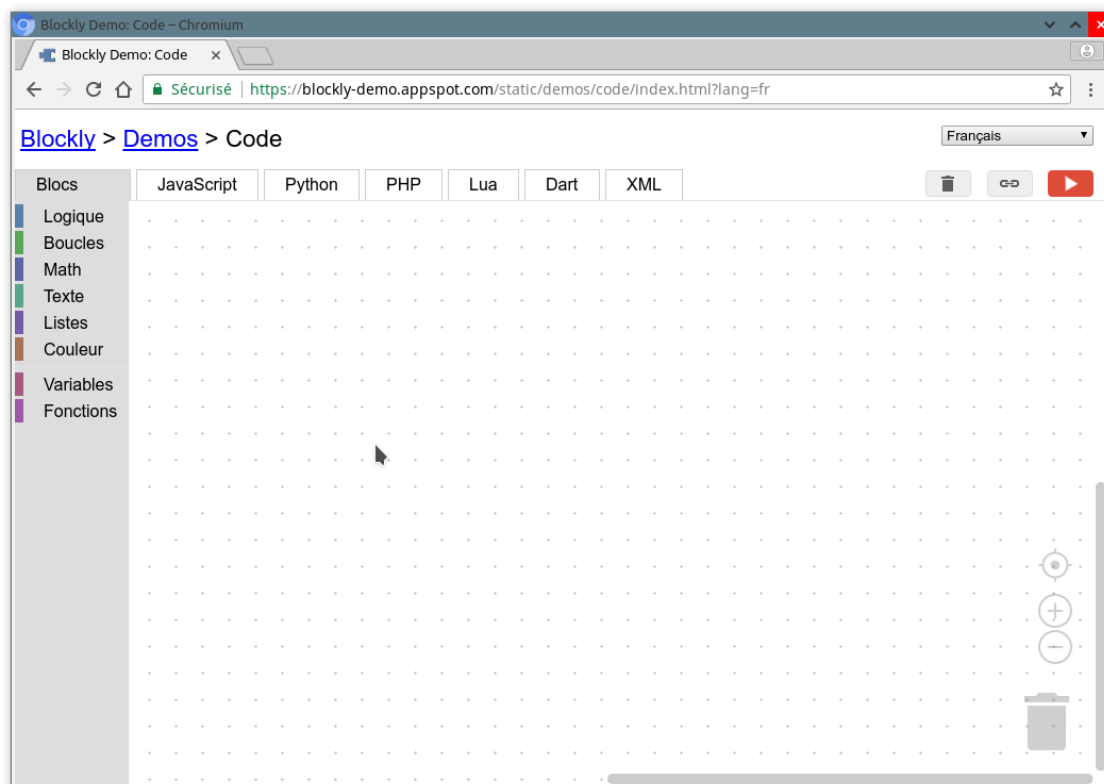 Blockly Demo: Code – Chromium
Blockly Demo: Code
Sécurisé https://blockly-demo.appspot.com/static/demos/code/index.html?lang=fr
Blockly > Demos > Code
Français
Blocs JavaScript Python PHP Lua Dart XML
Logique
Boucles
Math
Texte
Listes
Couleur
Variables
Fonctions